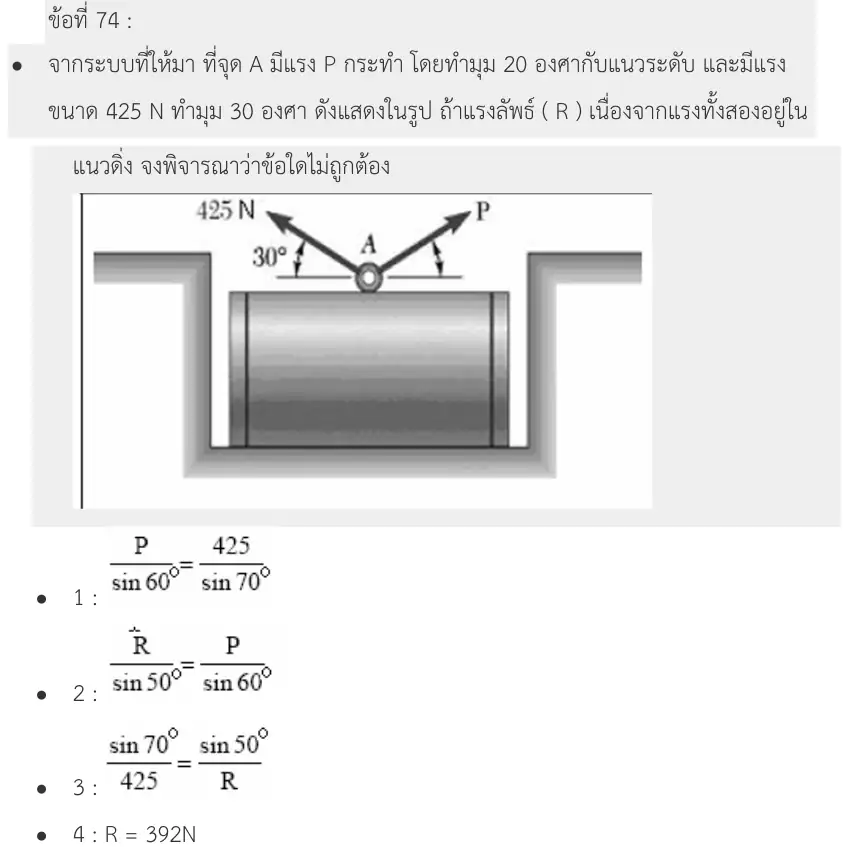 ข้อที่ 74 :
• จากระบบที่ให้มา ที่จุด A มีแรง P กระทำ โดยทำมุม 20 องศากับแนวระดับ และมีแรง
ขนาด 425 N ทำมุม 30 องศา ดังแสดงในรูป ถ้าแรงลัพธ์ ( R ) เนื่องจากแรงทั้งสองอยู่ใน
แนวดิ่ง จงพิจารณาว่าข้อใดไม่ถูกต้อง
425 N A P
30°
• 1 : P/sin 60° = 425/sin 70°
• 2 : R/sin 50° = P/sin 60°
• 3 : sin 70°/425 = sin 50°/R
• 4 : R = 392N